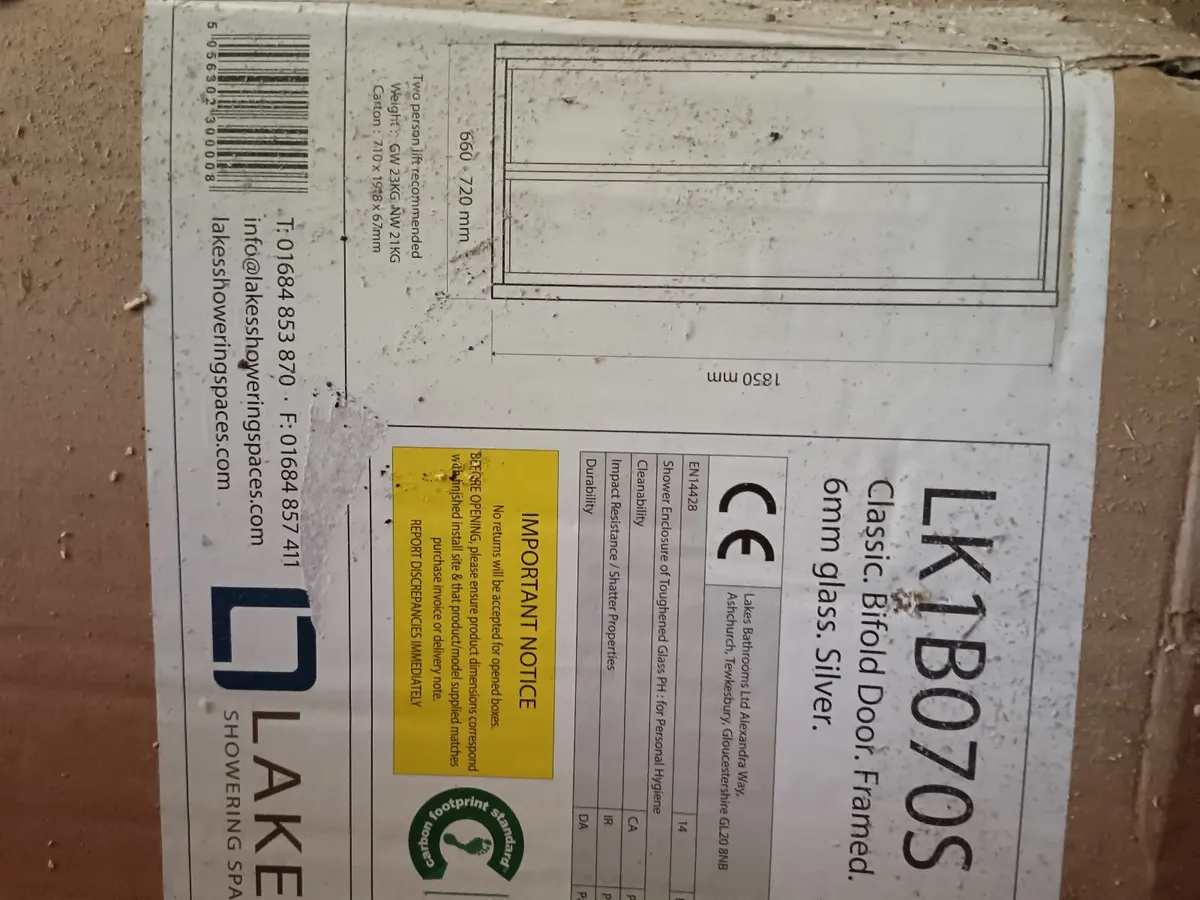 LK1B070S
Classic. Bifold Door. Framed.
6mm glass. Silver.
CE
Lakes Bathrooms Ltd Alexandra Way,
Ashchurch, Tewkesbury, Gloucestershire GL20 8NB
EN14428
14
Shower Enclosure of Toughened Glass PH : for Personal Hygiene
Cleanability
CA
P
Impact Resistance / Shatter Properties
IR
P
Durability
DA
P
IMPORTANT NOTICE
No returns will be accepted for opened boxes.
BEFORE OPENING, please ensure product dimensions correspond
with finished install site & that product/model supplied matches
purchase invoice or delivery note.
REPORT DISCREPANCIES IMMEDIATELY
carbon footprint standard
1850 mm
660 - 720 mm
Two person lift recommended
Weight : GW 23KG NW 21KG
Carton : 710 x 1918 x 67mm
5 056302 300008
T: 01684 853 870 · F: 01684 857 411
info@lakesshoweringspaces.com
lakesshoweringspaces.com
LAKE
SHOWERING SPA